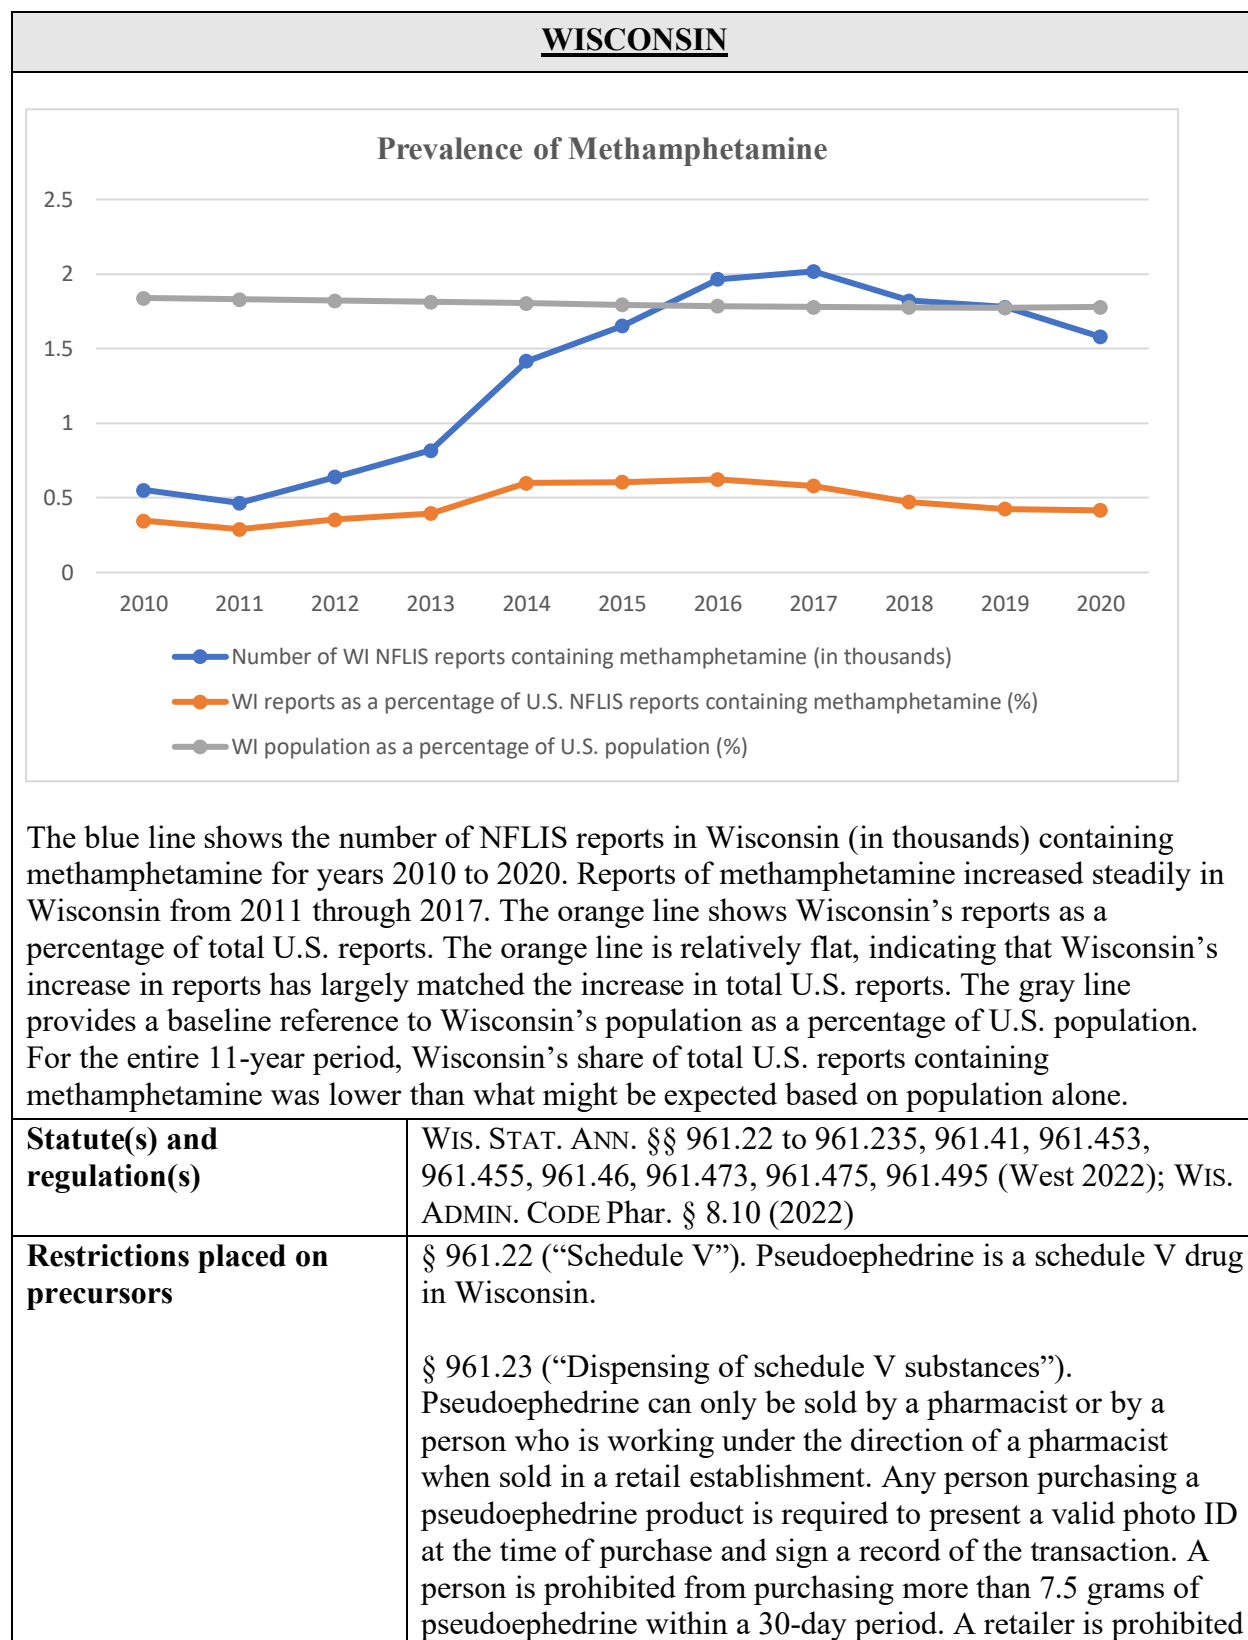 WISCONSIN
Prevalence of Methamphetamine
2.5
2
1.5
1
0.5
0
2010 2011 2012 2013 2014 2015 2016 2017 2018 2019 2020
Number of WI NFLIS reports containing methamphetamine (in thousands)
WI reports as a percentage of U.S. NFLIS reports containing methamphetamine (%)
WI population as a percentage of U.S. population (%)
The blue line shows the number of NFLIS reports in Wisconsin (in thousands) containing
methamphetamine for years 2010 to 2020. Reports of methamphetamine increased steadily in
Wisconsin from 2011 through 2017. The orange line shows Wisconsin’s reports as a
percentage of total U.S. reports. The orange line is relatively flat, indicating that Wisconsin’s
increase in reports has largely matched the increase in total U.S. reports. The gray line
provides a baseline reference to Wisconsin’s population as a percentage of U.S. population.
For the entire 11-year period, Wisconsin’s share of total U.S. reports containing
methamphetamine was lower than what might be expected based on population alone.
Statute(s) and
regulation(s)
WIS. STAT. ANN. §§ 961.22 to 961.235, 961.41, 961.453,
961.455, 961.46, 961.473, 961.475, 961.495 (West 2022); WIS.
ADMIN. CODE Phar. § 8.10 (2022)
Restrictions placed on
precursors
§ 961.22 (“Schedule V”). Pseudoephedrine is a schedule V drug
in Wisconsin.
§ 961.23 (“Dispensing of schedule V substances”).
Pseudoephedrine can only be sold by a pharmacist or by a
person who is working under the direction of a pharmacist
when sold in a retail establishment. Any person purchasing a
pseudoephedrine product is required to present a valid photo ID
at the time of purchase and sign a record of the transaction. A
person is prohibited from purchasing more than 7.5 grams of
pseudoephedrine within a 30-day period. A retailer is prohibited